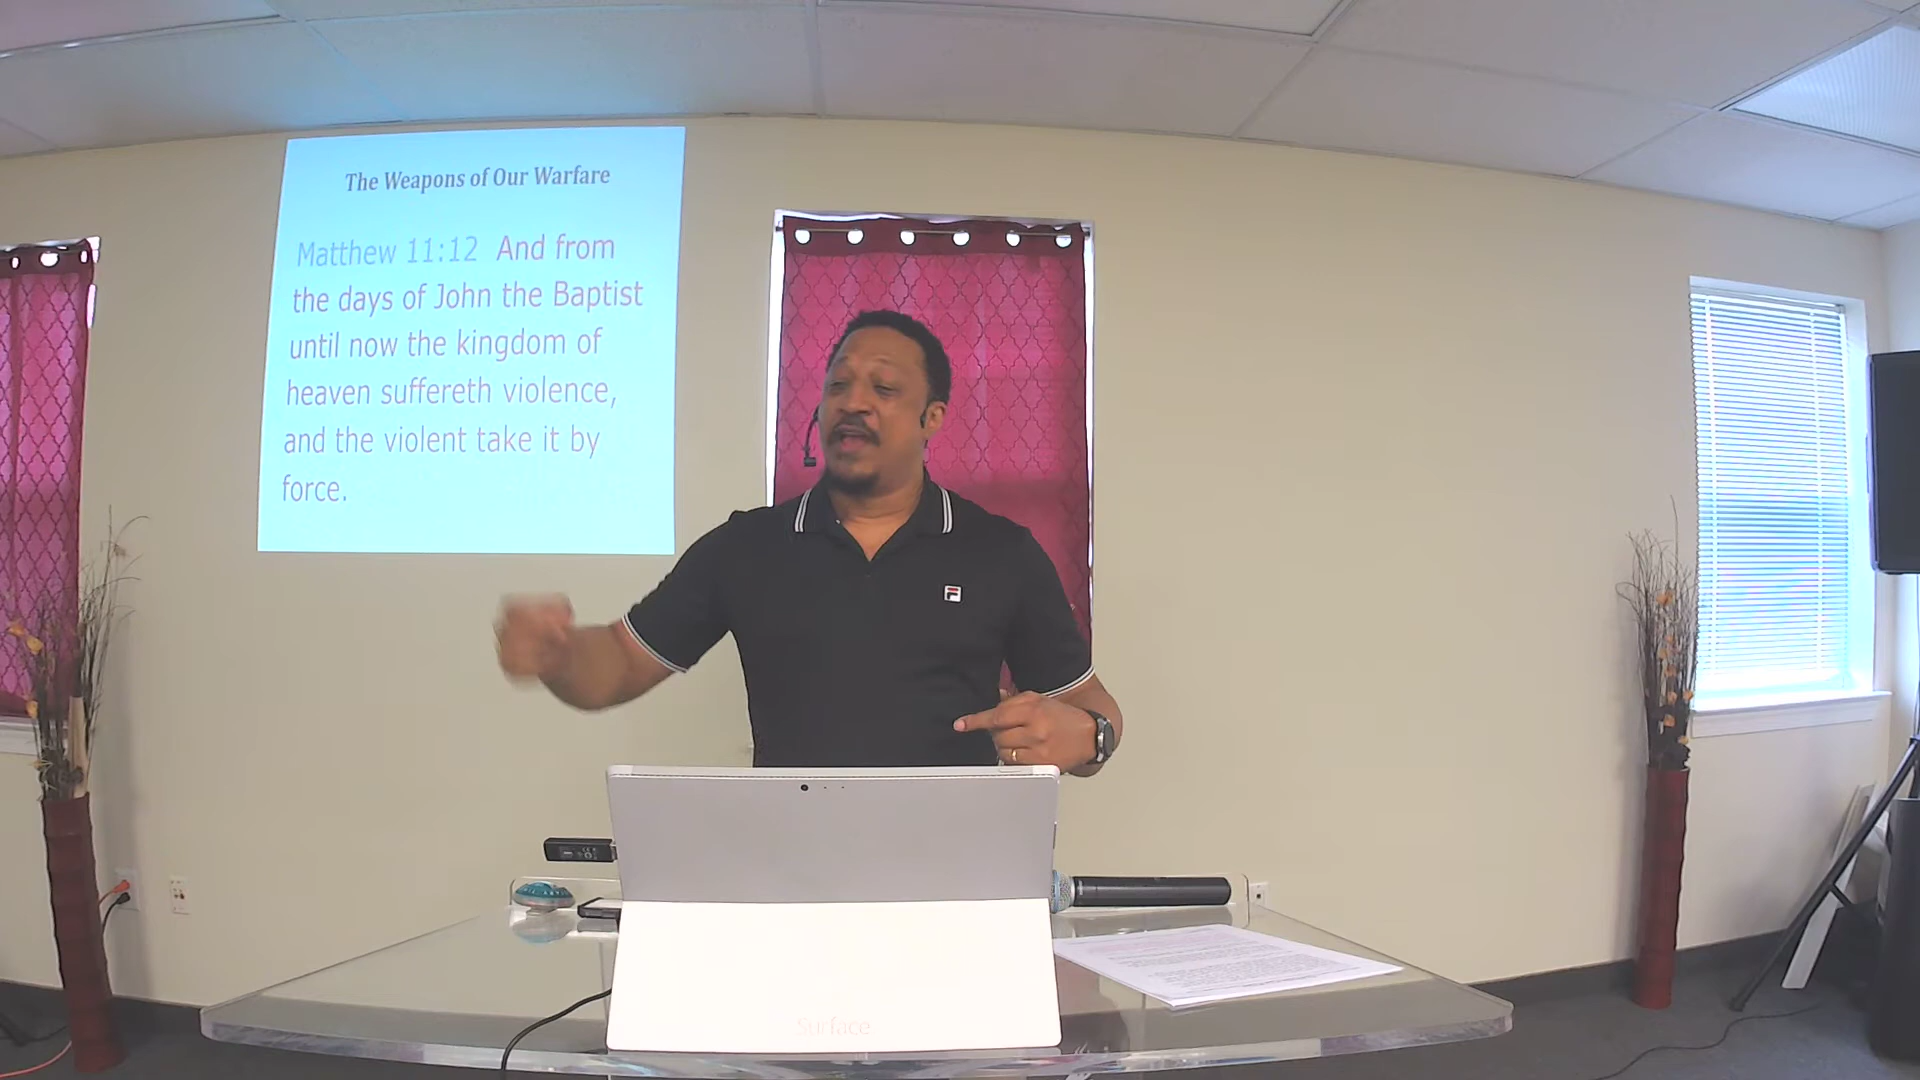 The Weapons of Our Warfare
Matthew 11:12 And from
the days of John the Baptist
until now the kingdom of
heaven suffereth violence,
and the violent take it by
force.
Surface